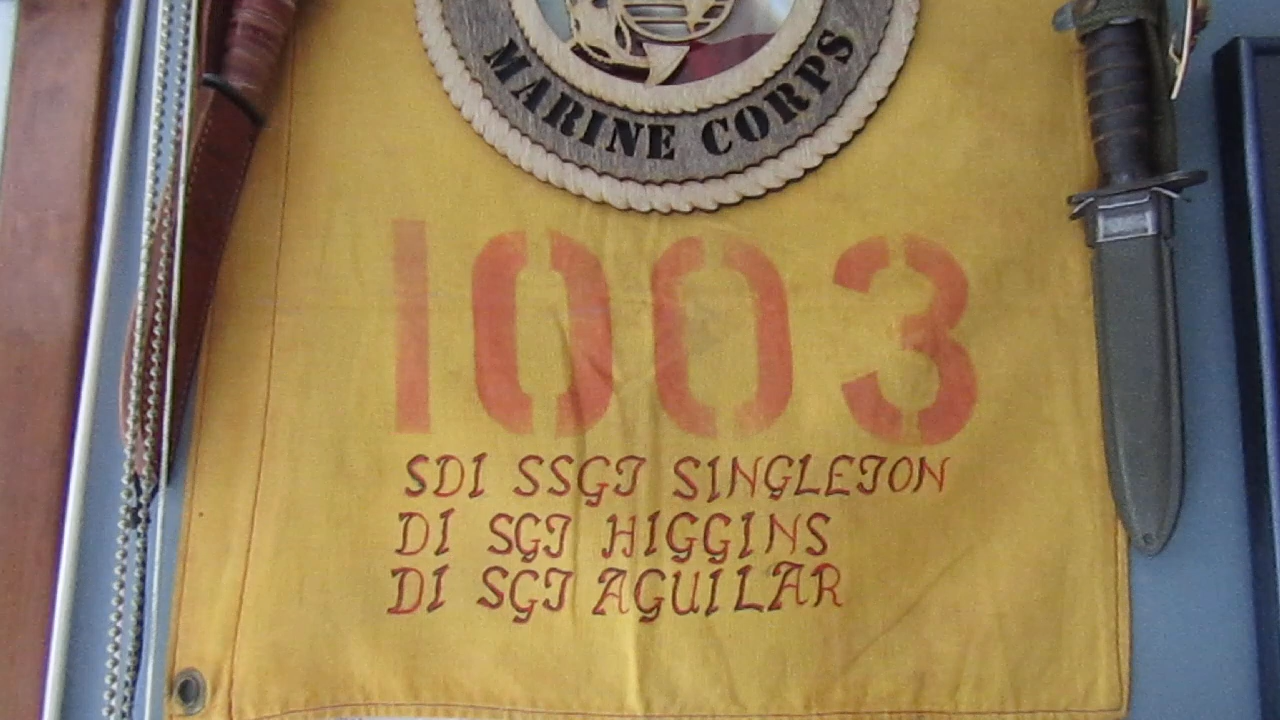 MARINE CORPS
1003
SDI SSGT SINGLETON
DI SGT HIGGINS
DI SGT AGUILAR